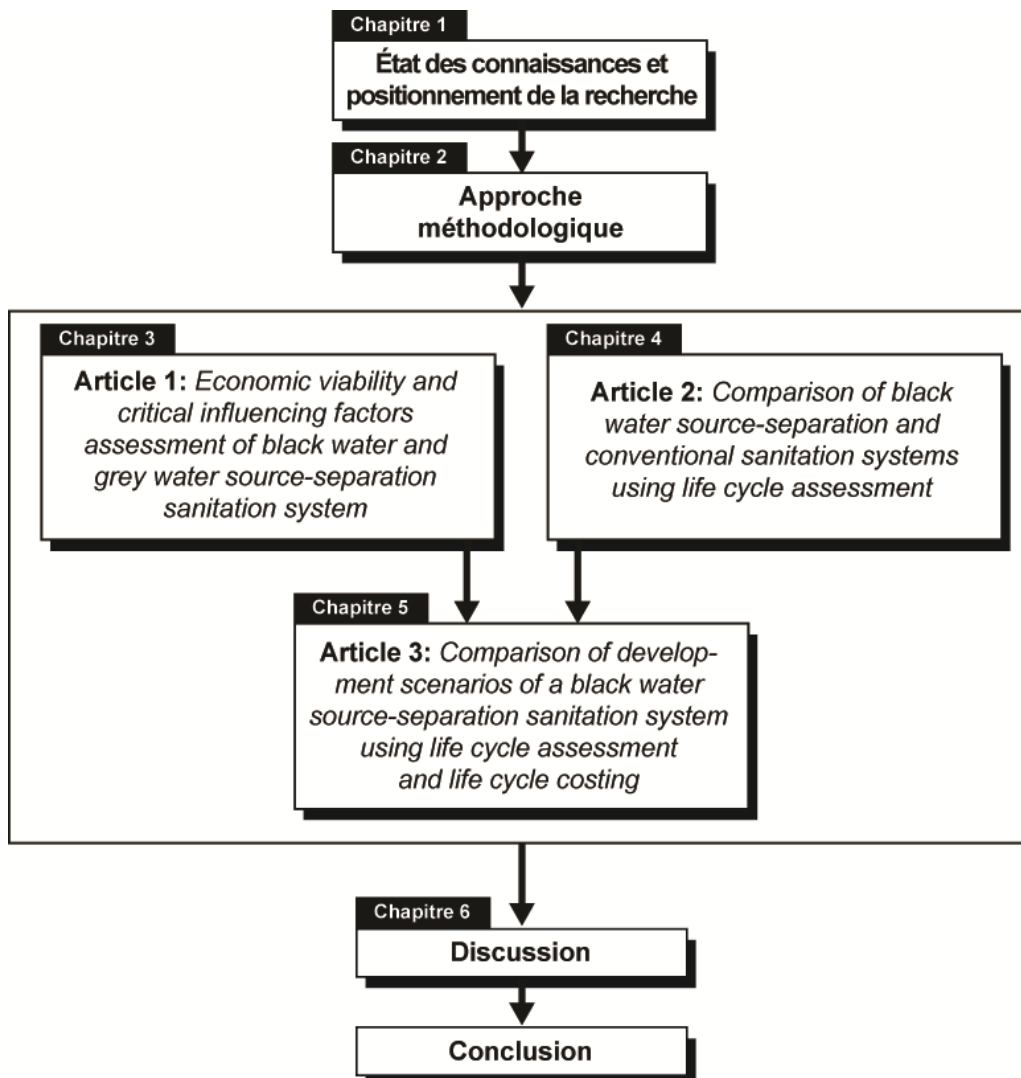 Chapitre 1
État des connaissances et
positionnement de la recherche
Chapitre 2
Approche
méthodologique
Chapitre 3
Article 1: Economic viability and
critical influencing factors
assessment of black water and
grey water source-separation
sanitation system
Chapitre 4
Article 2: Comparison of black
water source-separation and
conventional sanitation systems
using life cycle assessment
Chapitre 5
Article 3: Comparison of develop-
ment scenarios of a black water
source-separation sanitation system
using life cycle assessment
and life cycle costing
Chapitre 6
Discussion
Conclusion